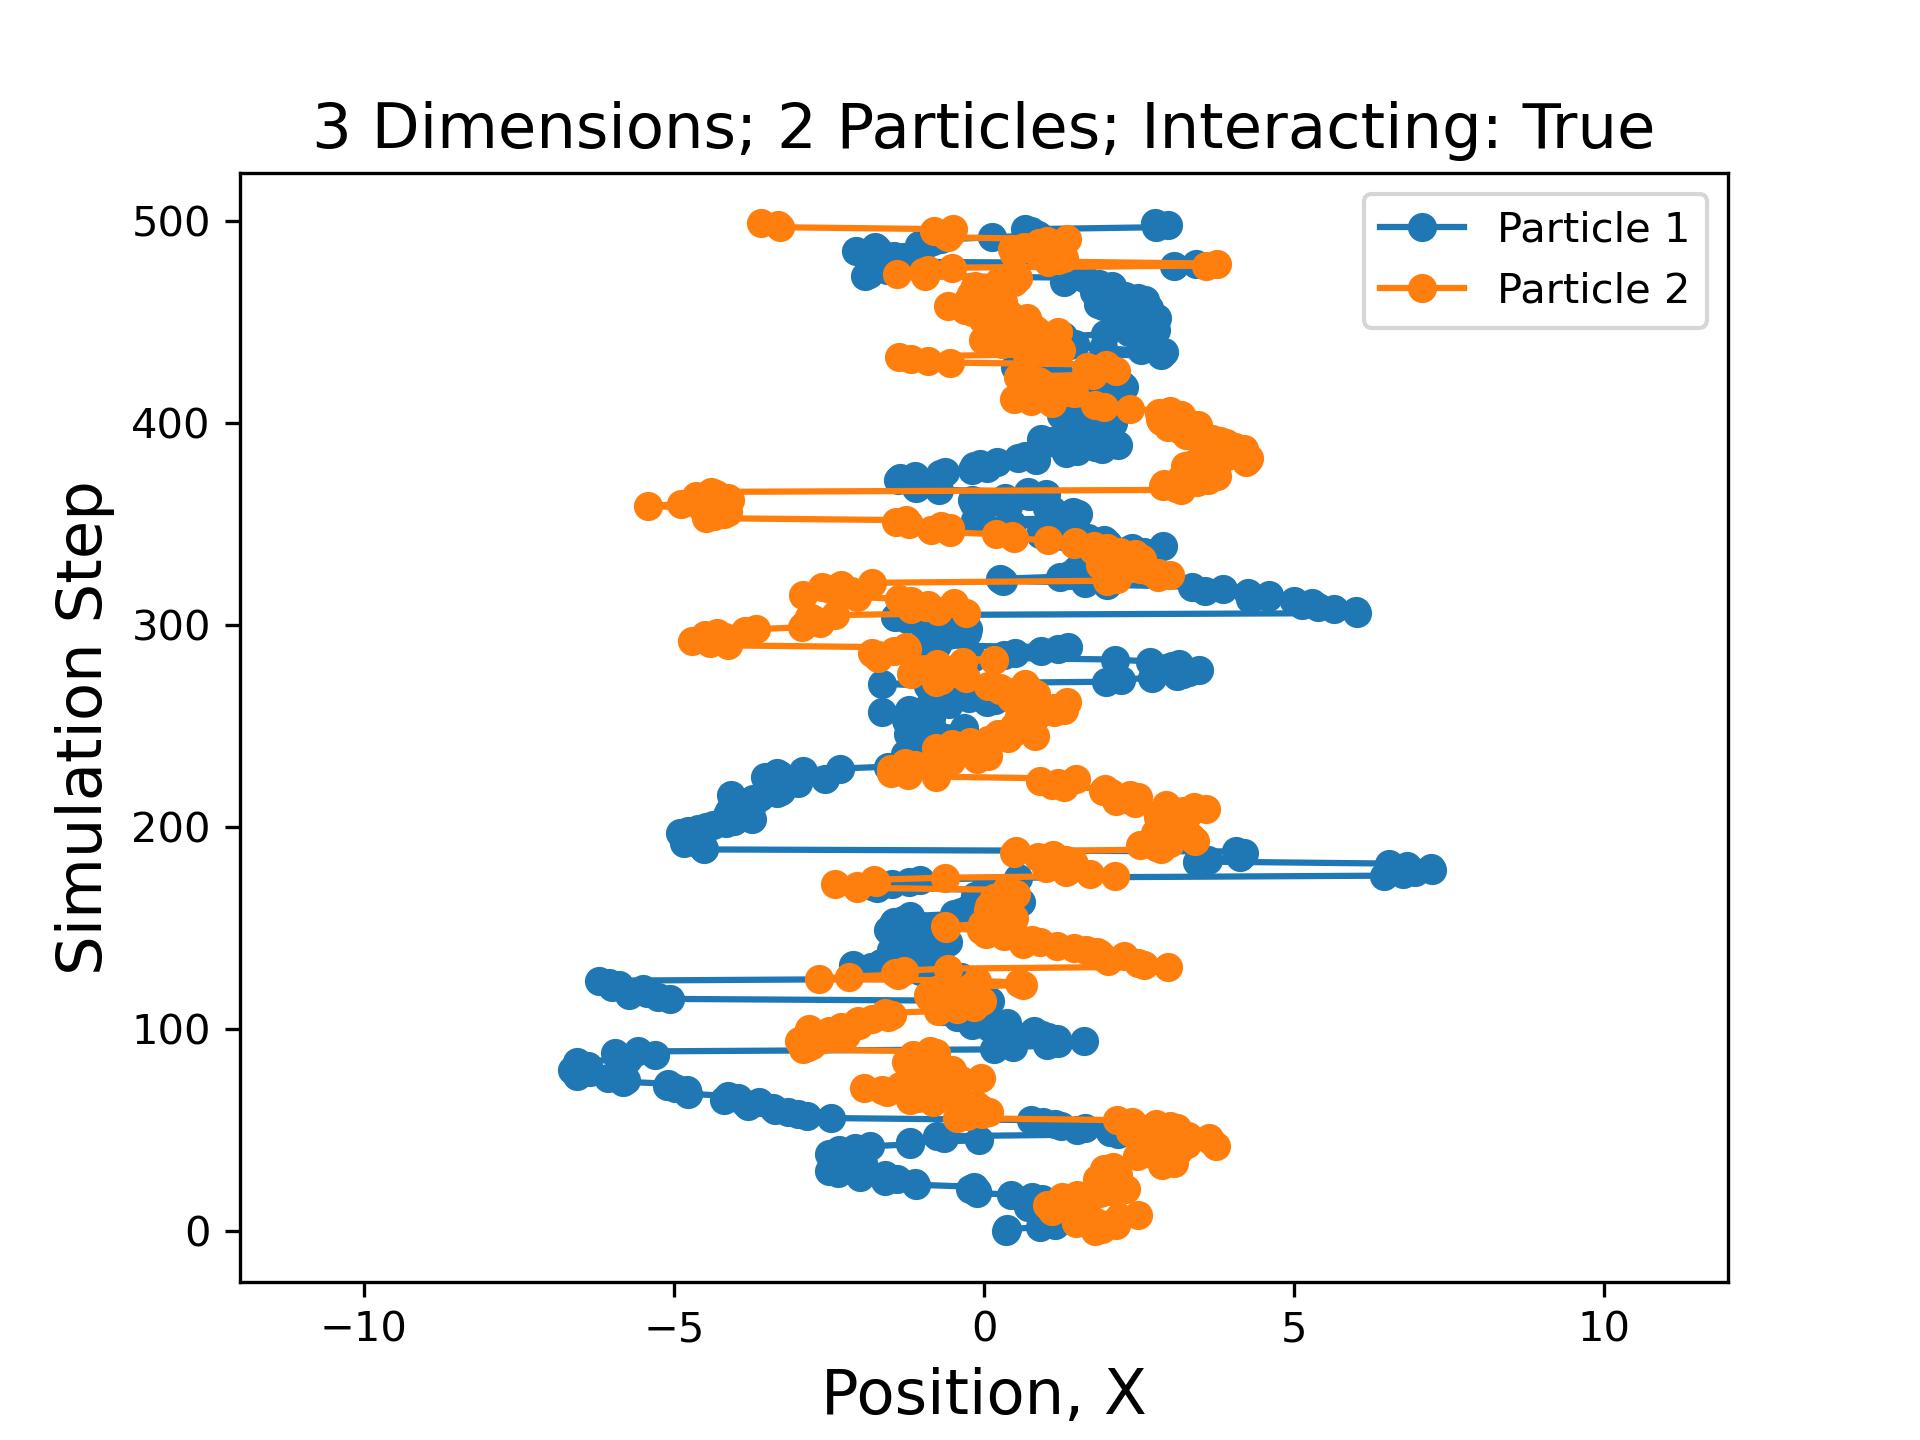 3 Dimensions; 2 Particles; Interacting: True
Particle 1
Particle 2
500
400
300
200
100
0
Simulation Step
−10
−5
0
5
10
Position, X